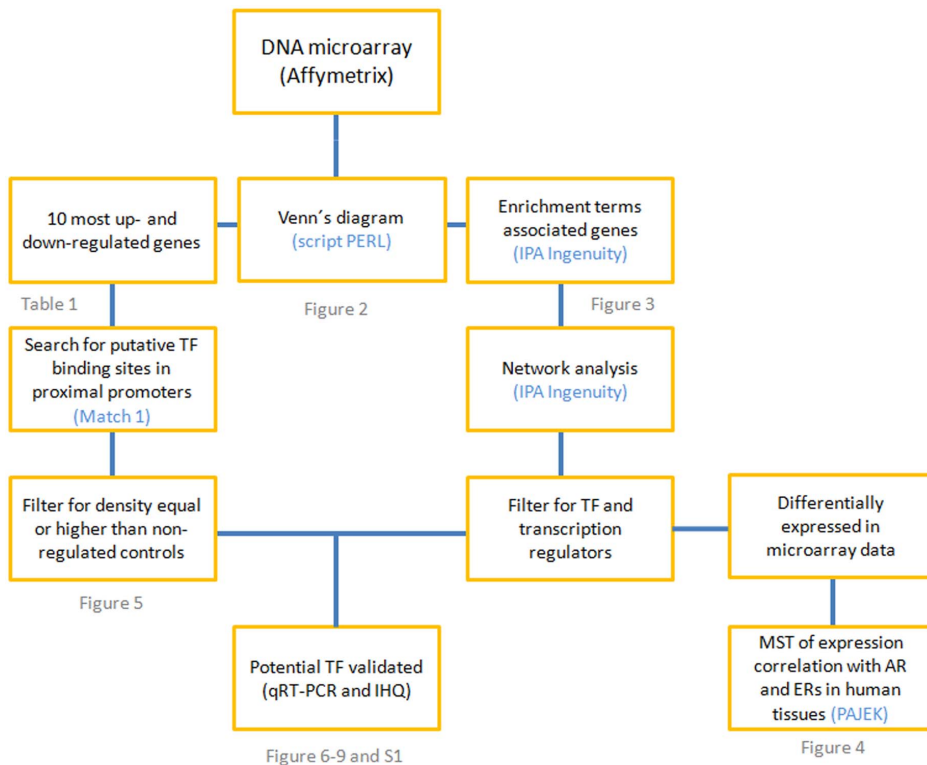 DNA microarray
(Affymetrix)
10 most up- and
down-regulated genes
Venn´s diagram
(script PERL)
Enrichment terms
associated genes
(IPA Ingenuity)
Table 1
Figure 2
Figure 3
Search for putative TF
binding sites in
proximal promoters
(Match 1)
Network analysis
(IPA Ingenuity)
Filter for density equal
or higher than non-
regulated controls
Filter for TF and
transcription
regulators
Differentially
expressed in
microarray data
Figure 5
Potential TF validated
(qRT-PCR and IHQ)
MST of expression
correlation with AR
and ERs in human
tissues (PAJEK)
Figure 6-9 and S1
Figure 4